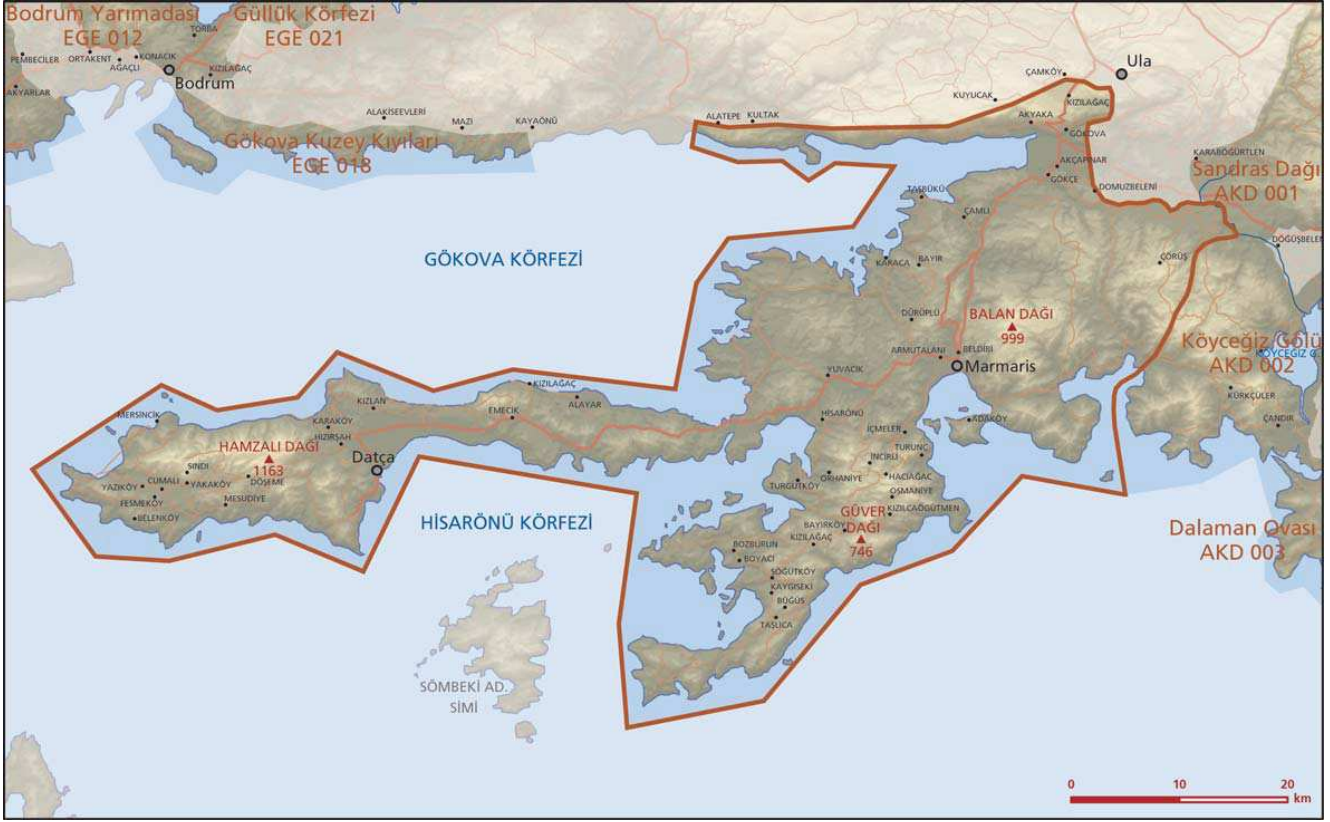 Bodrum Yarımadası
EGE 012
Güllük Körfezi
EGE 021
TORBA
PEMBECİLER
ORTAKENT
KONACIK
AĞAÇLI
KIZILAĞAÇ
Bodrum
AKYARLAR
ALAKİSEEVLERİ
MAZI
KAYAÖNÜ
Gökova Kuzey Kıyıları
EGE 018
ALATEPE
KULTAK
KUYUCAK
ÇAMKÖY
Ula
KIZILAĞAÇ
AKYAKA
GÖKOVA
AKÇAPINAR
GÖKÇE
DOMUZBELENİ
KARABÖĞÜRTLEN
Sandras Dağı
AKD 001
TAŞBÜKÜ
ÇAMLI
DÖĞÜŞBELEN
GÖKOVA KÖRFEZİ
KARACA
BAYIR
ÇÖRÜŞ
DÜRÜPLÜ
BALAN DAĞI
999
ARMUTALANI
BELDİRİ
Marmaris
Köyceğiz Gölü
AKD 002
KÖYCEĞİZ G.
YUVACIK
KÜRKÇÜLER
ÇANDIR
KIZILAĞAÇ
ALAYAR
EMECİK
MERSİNCİK
KIZLAN
KARAKÖY
HIZIRŞAH
HAMZALI DAĞI
1163
Datça
SINDI
YAZIKÖY
CUMALI
YAKAKÖY
DÖŞEME
FESMEKÖY
MESUDİYE
BELENKÖY
HİSARÖNÜ
İÇMELER
ADAKÖY
TURUNÇ
İNCİRLİ
ORHANİYE
HACIAĞAÇ
TURGUTKÖY
OSMANİYE
KIZILCAÖĞÜTMEN
GÜVER
DAĞI
746
BAYIRKÖY
KIZILAĞAÇ
HİSARÖNÜ KÖRFEZİ
BOZBURUN
BOYACI
SÖĞÜTKÖY
KAYGISEKİ
BÜĞÜS
TAŞLICA
Dalaman Ovası
AKD 003
SÖMBEKİ AD.
SİMİ
0 10 20
km